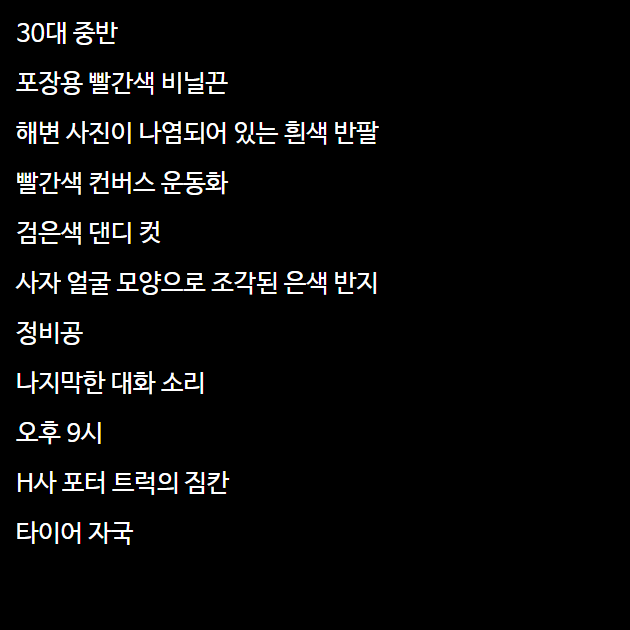 30대 중반
포장용 빨간색 비닐끈
해변 사진이 나염되어 있는 흰색 반팔
빨간색 컨버스 운동화
검은색 댄디 컷
사자 얼굴 모양으로 조각된 은색 반지
정비공
나지막한 대화 소리
오후 9시
H사 포터 트럭의 짐칸
타이어 자국